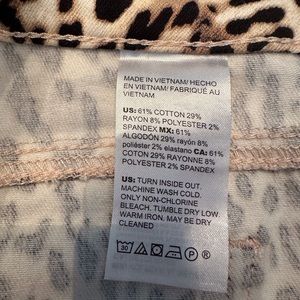 MADE IN VIETNAM/ HECHO
EN VIETNAM/ FABRIQUÉ AU
VIETNAM
US: 61% COTTON 29%
RAYON 8% POLYESTER 2%
SPANDEX MX: 61%
ALGODÓN 29% rayón 8%
poliéster 2% elastano CA: 61%
COTTON 29% RAYONNE 8%
POLYESTER 2% SPANDEX
US: TURN INSIDE OUT.
MACHINE WASH COLD.
ONLY NON-CHLORINE
BLEACH. TUMBLE DRY LOW.
WARM IRON. MAY BE DRY
CLEANED
30
P